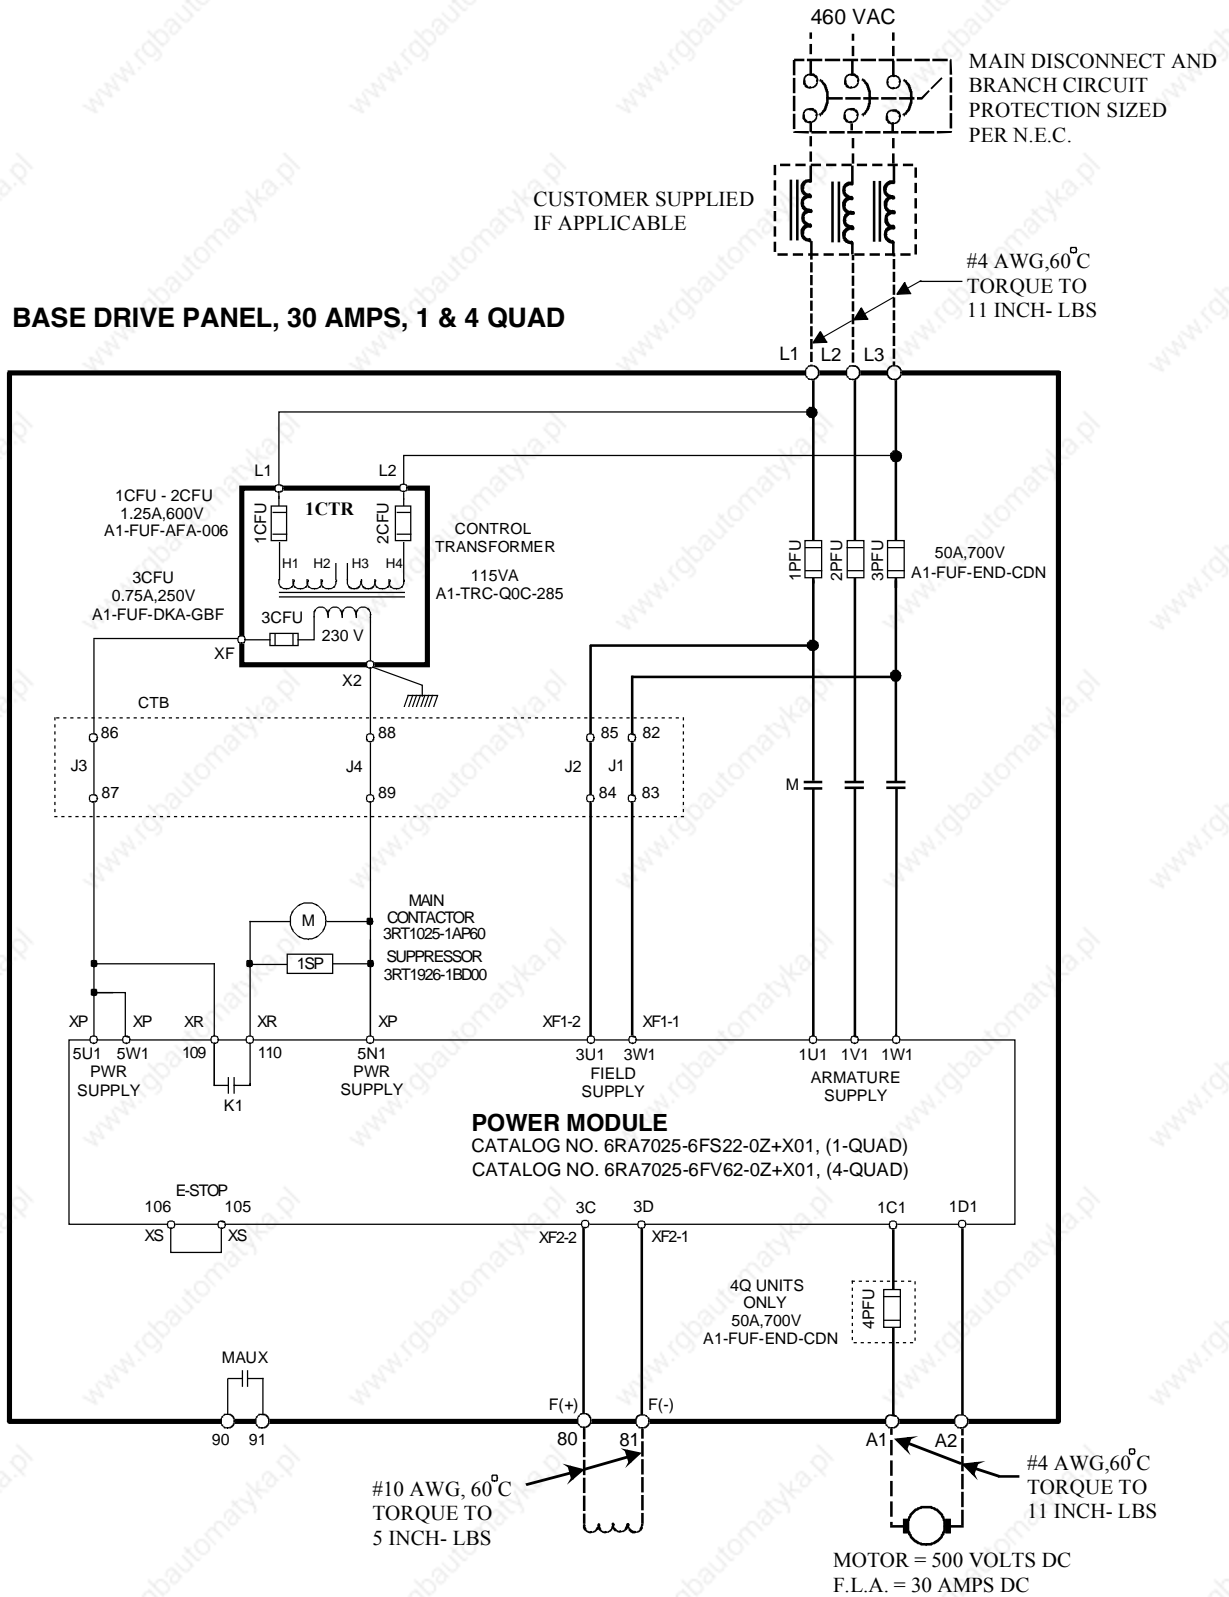 460 VAC
MAIN DISCONNECT AND
BRANCH CIRCUIT
PROTECTION SIZED
PER N.E.C.
CUSTOMER SUPPLIED
IF APPLICABLE
#4 AWG,60°C
TORQUE TO
11 INCH- LBS
BASE DRIVE PANEL, 30 AMPS, 1 & 4 QUAD
L1 L2 L3
L1 L2
1CFU - 2CFU
1.25A,600V
A1-FUF-AFA-006
1CFU
1CTR
2CFU
CONTROL
TRANSFORMER
115VA
A1-TRC-Q0C-285
H1 H2 H3 H4
3CFU
0.75A,250V
A1-FUF-DKA-GBF
3CFU
230 V
XF
X2
1PFU
2PFU
3PFU
50A,700V
A1-FUF-END-CDN
CTB
86 88 85 82
J3 J4 J2 J1
87 89 84 83
M
M
MAIN
CONTACTOR
3RT1025-1AP60
1SP
SUPPRESSOR
3RT1926-1BD00
XP XP XR XR XP XF1-2 XF1-1
5U1 5W1 109 110 5N1 3U1 3W1 1U1 1V1 1W1
PWR
SUPPLY
K1
PWR
SUPPLY
FIELD
SUPPLY
ARMATURE
SUPPLY
POWER MODULE
CATALOG NO. 6RA7025-6FS22-0Z+X01, (1-QUAD)
CATALOG NO. 6RA7025-6FV62-0Z+X01, (4-QUAD)
E-STOP
106 105
XS XS
3C 3D 1C1 1D1
XF2-2 XF2-1
4Q UNITS
ONLY
50A,700V
A1-FUF-END-CDN
4PFU
MAUX
90 91
F(+) F(-)
80 81
A1 A2
#10 AWG, 60°C
TORQUE TO
5 INCH- LBS
#4 AWG,60°C
TORQUE TO
11 INCH- LBS
MOTOR = 500 VOLTS DC
F.L.A. = 30 AMPS DC
www.rgbautomatyka.pl